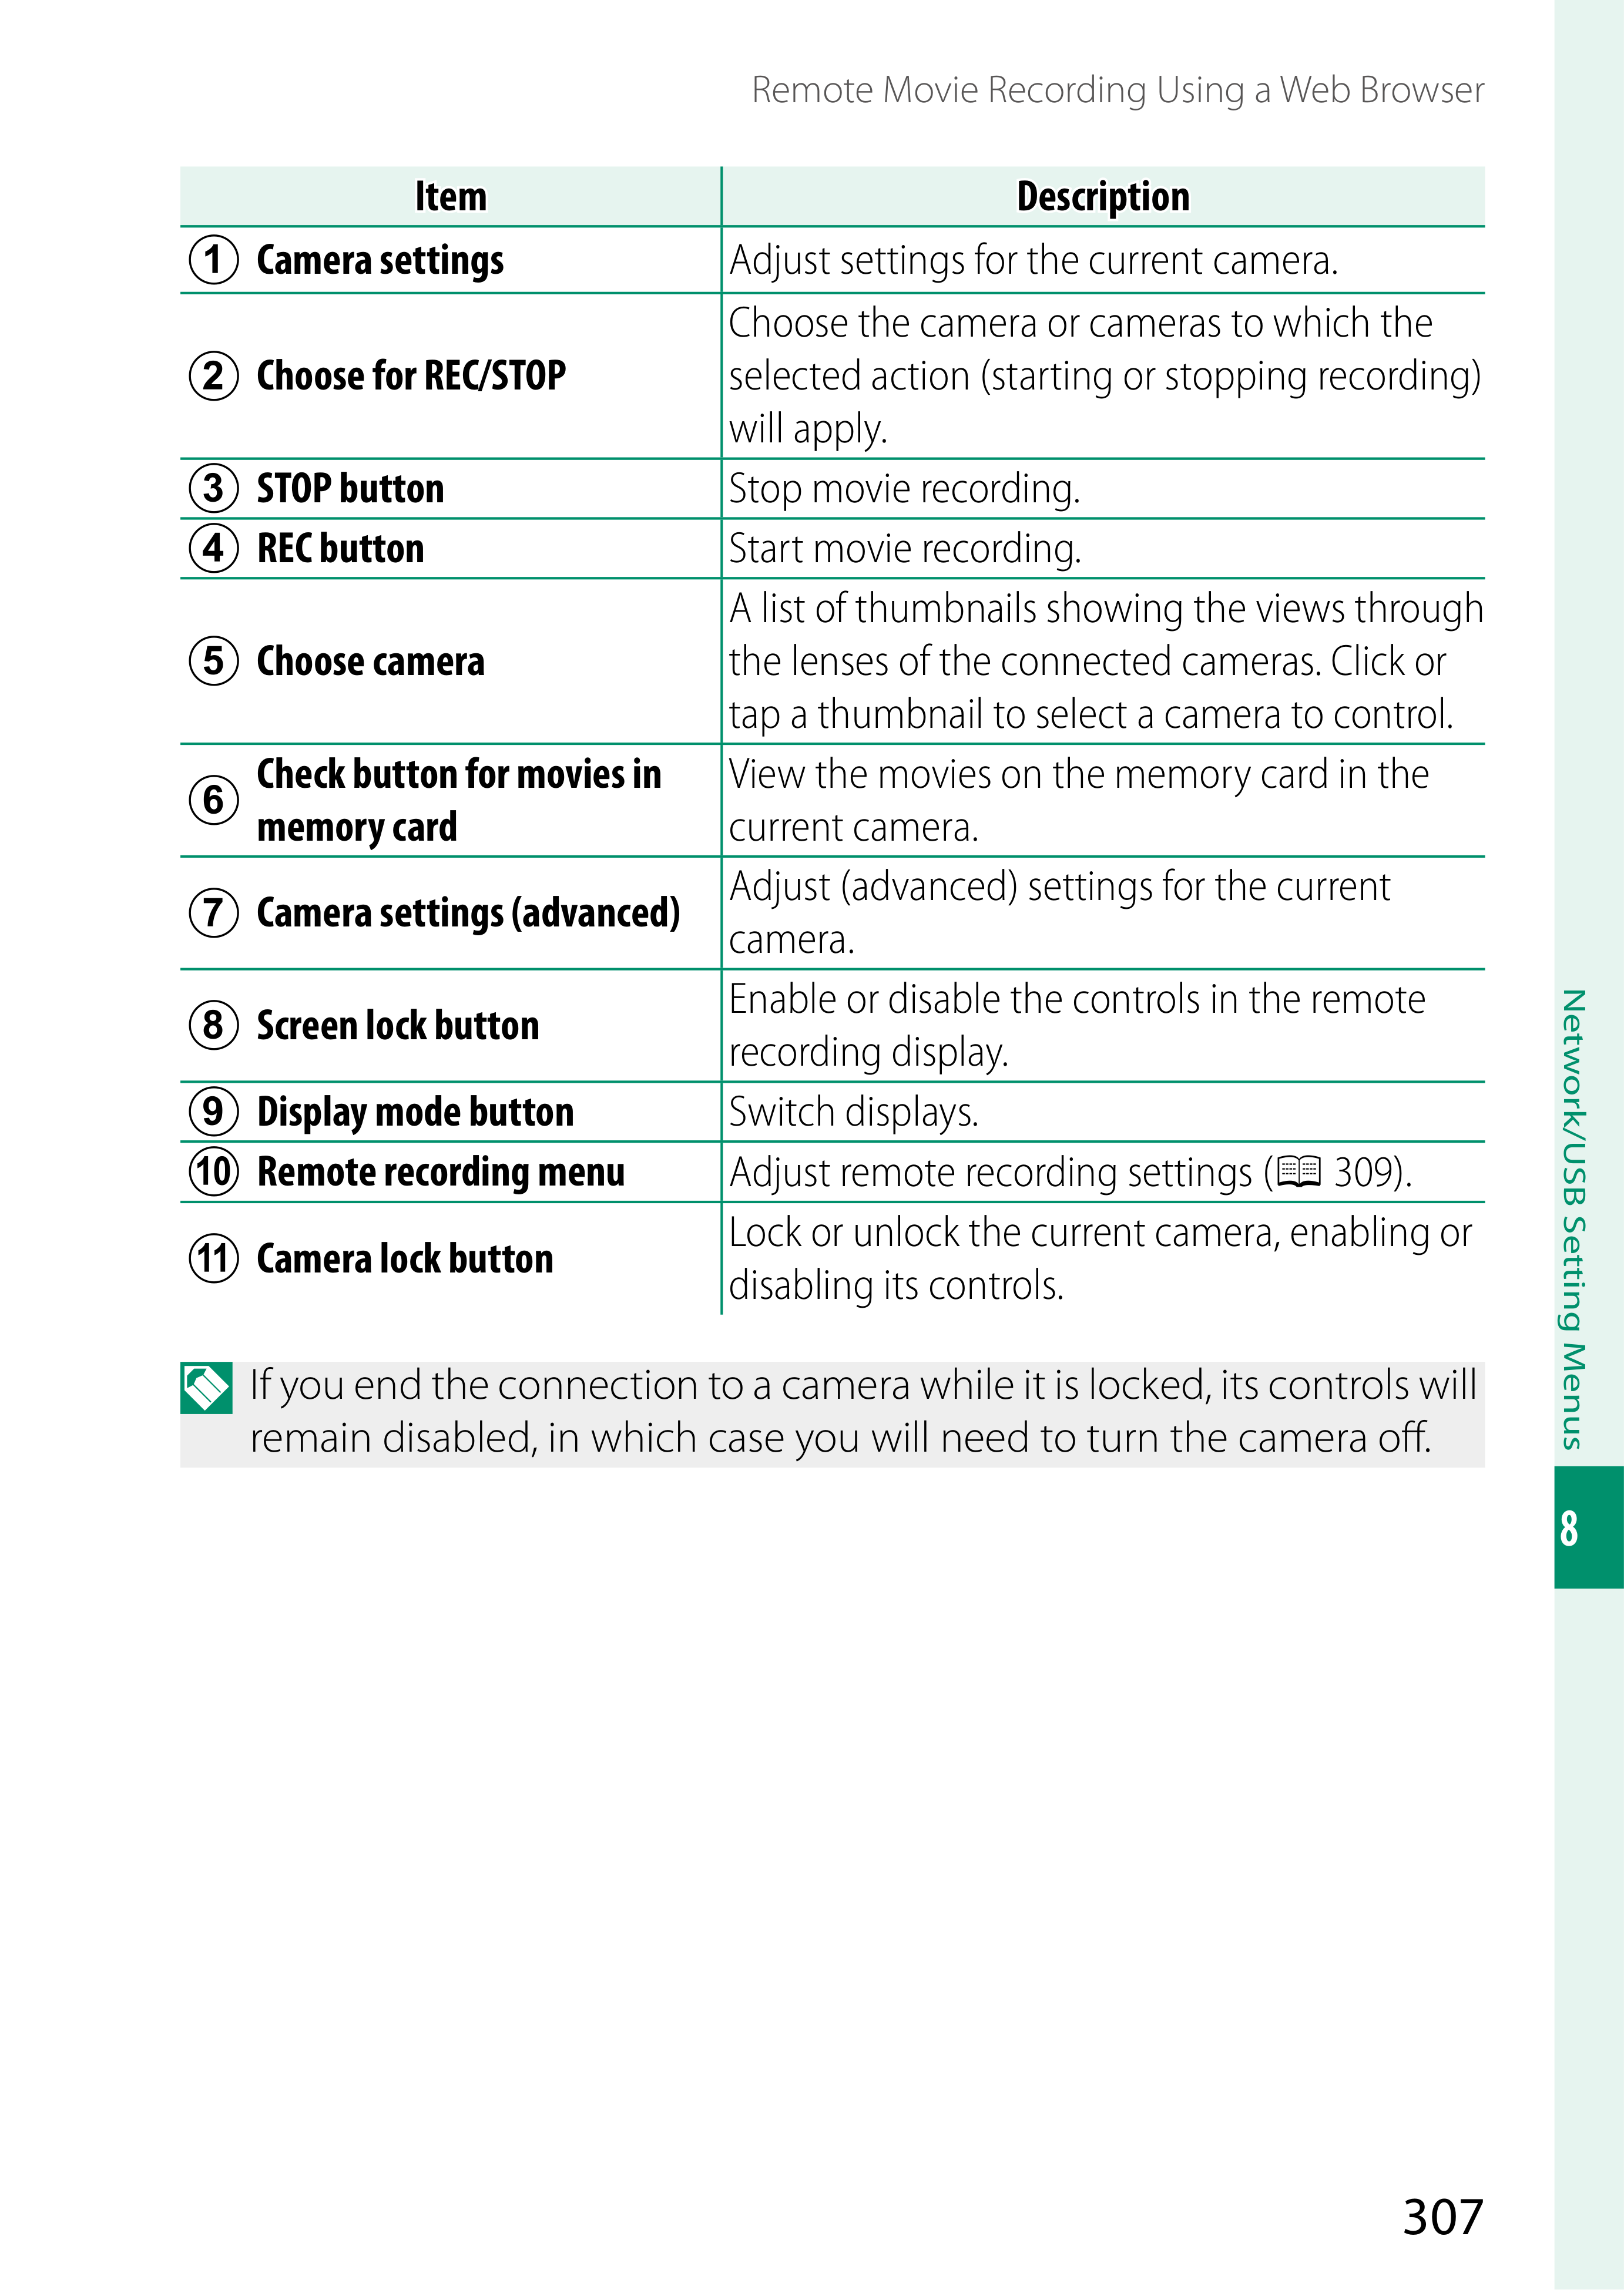 Remote Movie Recording Using a Web Browser
Item Description
① Camera settings Adjust settings for the current camera.
② Choose for REC/STOP Choose the camera or cameras to which the
selected action (starting or stopping recording)
will apply.
③ STOP button Stop movie recording.
④ REC button Start movie recording.
⑤ Choose camera A list of thumbnails showing the views through
the lenses of the connected cameras. Click or
tap a thumbnail to select a camera to control.
⑥ Check button for movies in
memory card View the movies on the memory card in the
current camera.
⑦ Camera settings (advanced) Adjust (advanced) settings for the current
camera.
⑧ Screen lock button Enable or disable the controls in the remote
recording display.
⑨ Display mode button Switch displays.
⑩ Remote recording menu Adjust remote recording settings (309).
⑪ Camera lock button Lock or unlock the current camera, enabling or
disabling its controls.
If you end the connection to a camera while it is locked, its controls will
remain disabled, in which case you will need to turn the camera off.
Network/USB Setting Menus
8
307